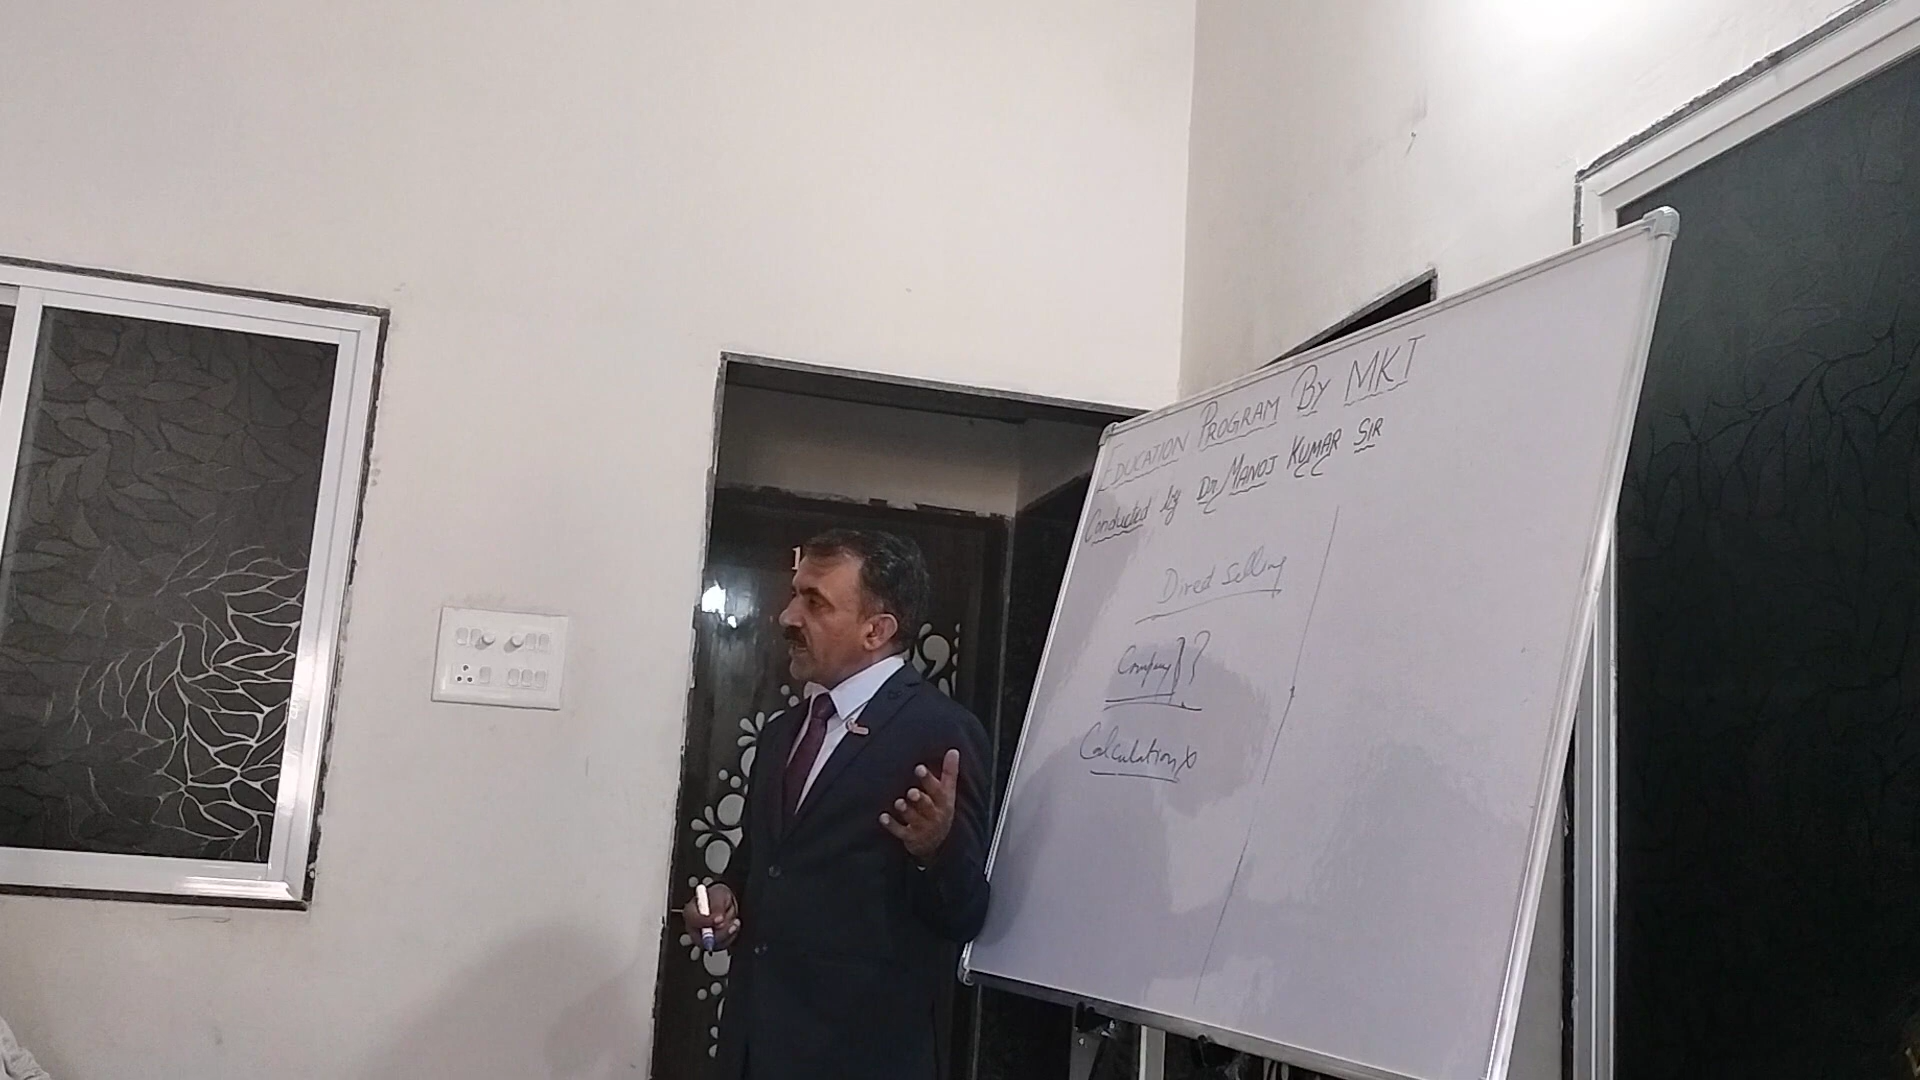 EDUCATION PROGRAM BY MKT
Conducted by Dr MANOJ KUMAR SIR
Direct Selling
Company ??
Calculation